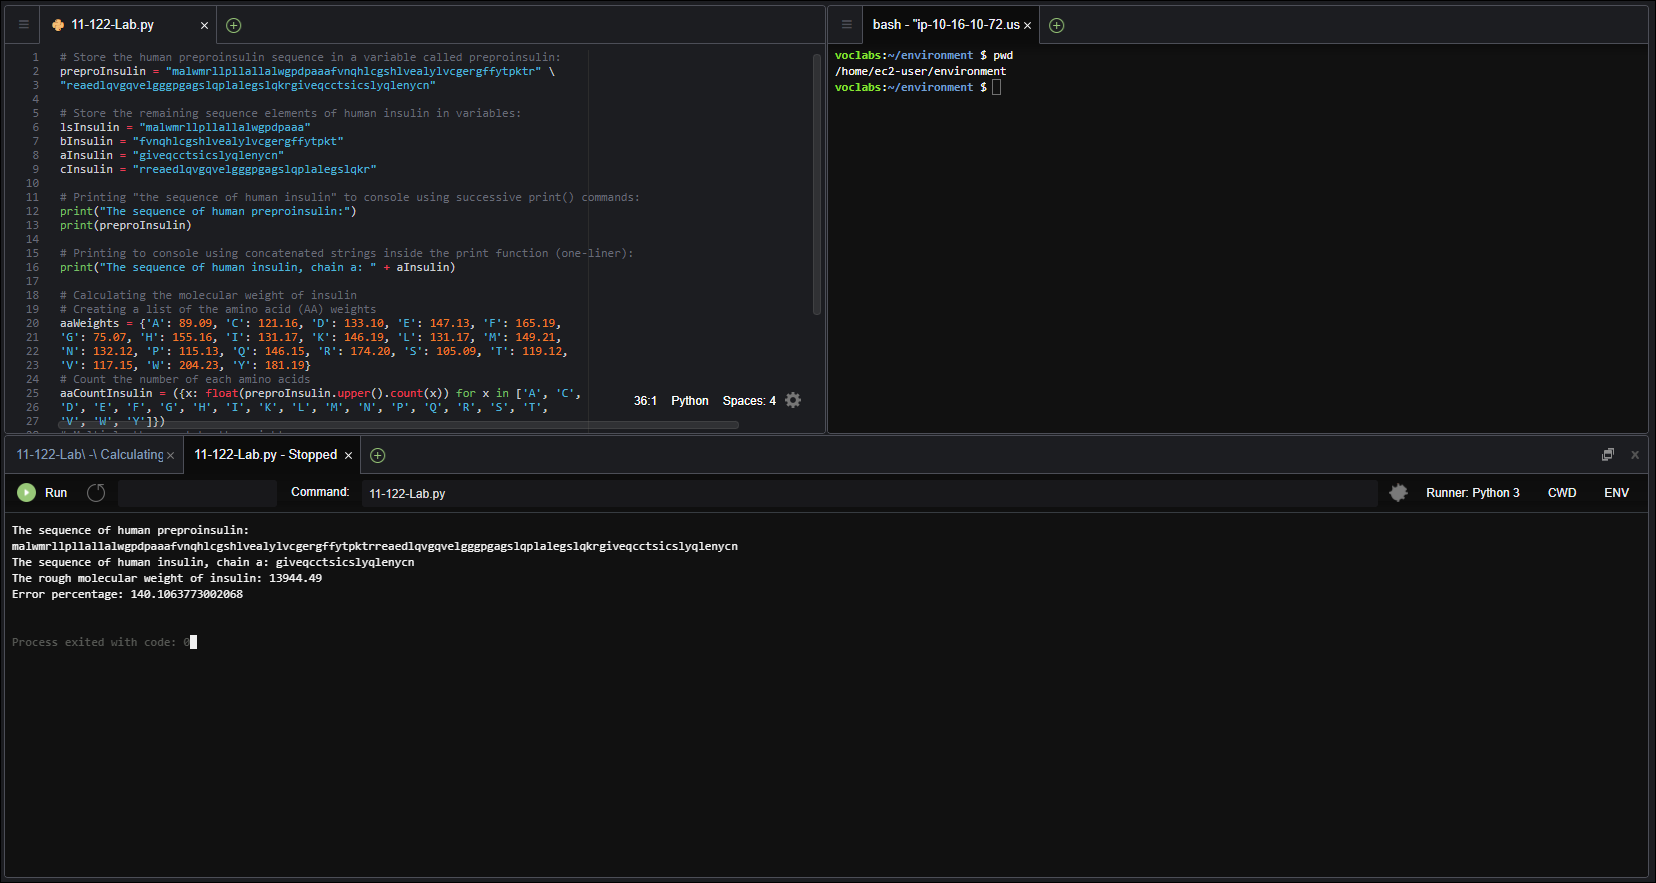 11-122-Lab.py ×
1 # Store the human preproinsulin sequence in a variable called preproinsulin:
2 preproInsulin = "malwmrllpllallalwgpdpaaafvnqhlcgshlvealylvcgergffytpktr" \
3 "reaedlqvgqvelgggpgagslqplalegslqkrgiveqcctsicslyqlenycn"
4
5 # Store the remaining sequence elements of human insulin in variables:
6 lsInsulin = "malwmrllpllallalwgpdpaaa"
7 bInsulin = "fvnqhlcgshlvealylvcgergffytpkt"
8 aInsulin = "giveqcctsicslyqlenycn"
9 cInsulin = "rreaedlqvgqvelgggpgagslqplalegslqkr"
10
11 # Printing "the sequence of human insulin" to console using successive print() commands:
12 print("The sequence of human preproinsulin:")
13 print(preproInsulin)
14
15 # Printing to console using concatenated strings inside the print function (one-liner):
16 print("The sequence of human insulin, chain a: " + aInsulin)
17
18 # Calculating the molecular weight of insulin
19 # Creating a list of the amino acid (AA) weights
20 aaWeights = {'A': 89.09, 'C': 121.16, 'D': 133.10, 'E': 147.13, 'F': 165.19,
21 'G': 75.07, 'H': 155.16, 'I': 131.17, 'K': 146.19, 'L': 131.17, 'M': 149.21,
22 'N': 132.12, 'P': 115.13, 'Q': 146.15, 'R': 174.20, 'S': 105.09, 'T': 119.12,
23 'V': 117.15, 'W': 204.23, 'Y': 181.19}
24 # Count the number of each amino acids
25 aaCountInsulin = ({x: float(preproInsulin.upper().count(x)) for x in ['A', 'C',
26 'D', 'E', 'F', 'G', 'H', 'I', 'K', 'L', 'M', 'N', 'P', 'Q', 'R', 'S', 'T',
27 'V', 'W', 'Y']})
36:1 Python Spaces: 4
bash - "ip-10-16-10-72.us ×
voclabs:~/environment $ pwd
/home/ec2-user/environment
voclabs:~/environment $
11-122-Lab\ -\ Calculating × 11-122-Lab.py - Stopped ×
Run Command: 11-122-Lab.py Runner: Python 3 CWD ENV
The sequence of human preproinsulin:
malwmrllpllallalwgpdpaaafvnqhlcgshlvealylvcgergffytpktrreaedlqvgqvelgggpgagslqplalegslqkrgiveqcctsicslyqlenycn
The sequence of human insulin, chain a: giveqcctsicslyqlenycn
The rough molecular weight of insulin: 13944.49
Error percentage: 140.1063773002068
Process exited with code: 0